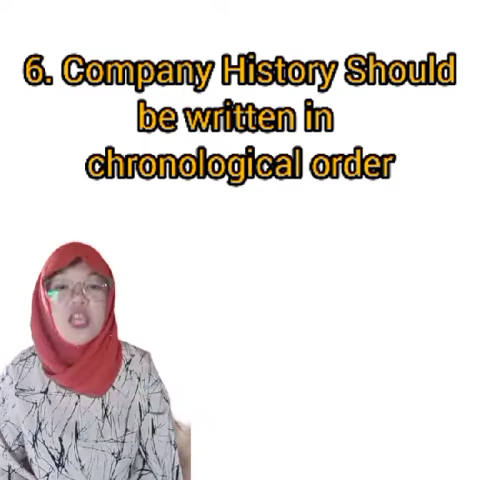 6. Company History Should
be written in
chronological order